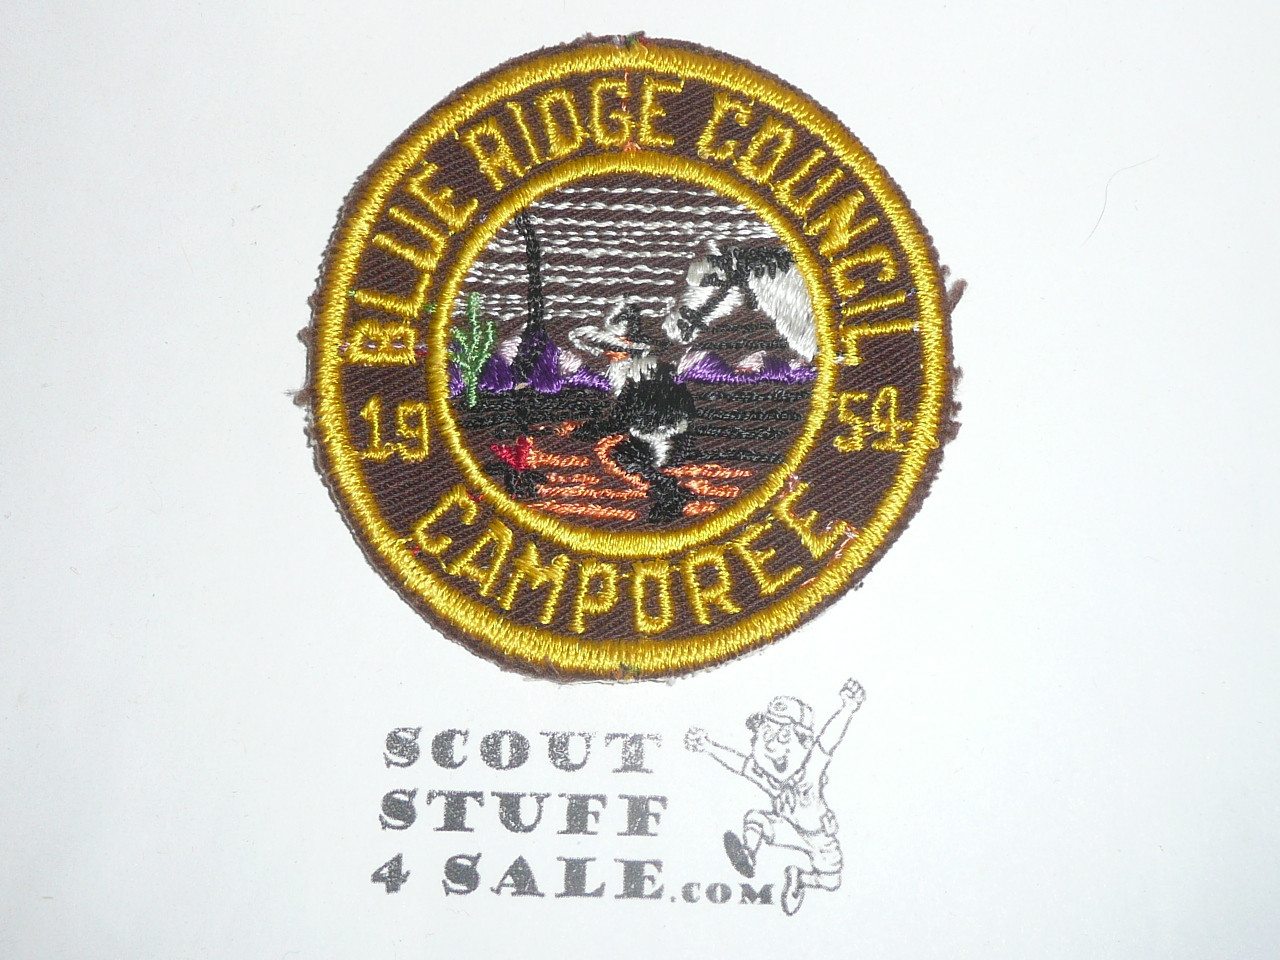 BLUE RIDGE COUNCIL
19 54
CAMPOREE
SCOUT
STUFF
4 SALE.COM